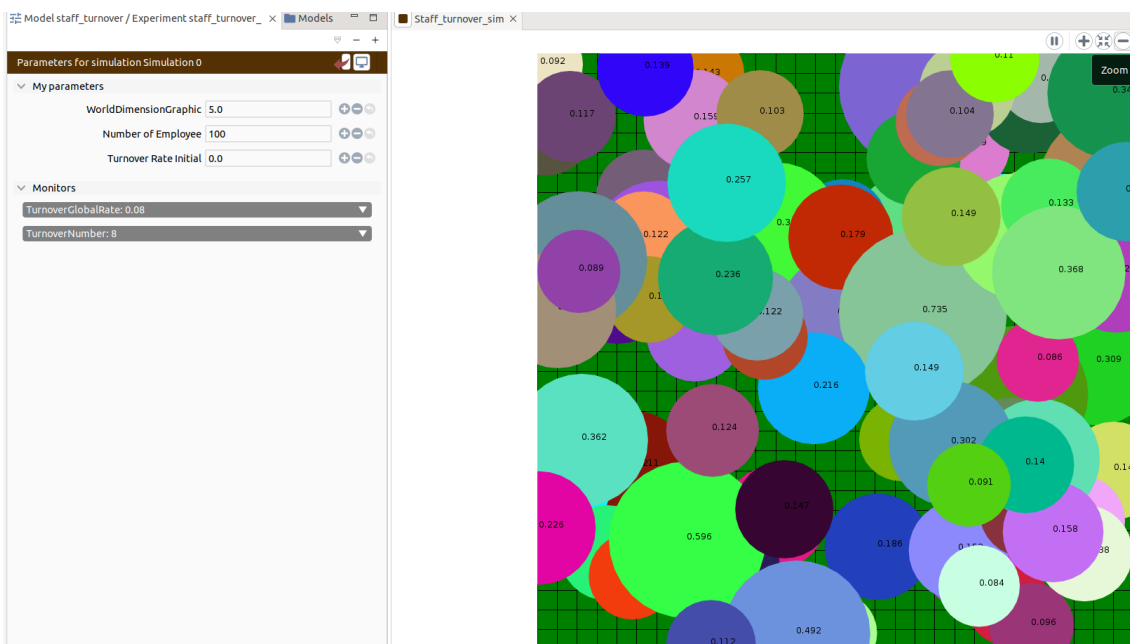 Model staff_turnover / Experiment staff_turnover_
Models
Staff_turnover_sim
Parameters for simulation Simulation 0
My parameters
WorldDimensionGraphic 5.0
Number of Employee 100
Turnover Rate Initial 0.0
Monitors
TurnoverGlobalRate: 0.08
TurnoverNumber: 8
Zoom
0.092
0.139
0.11
0.117
0.103
0.104
0.257
0.149
0.133
0.122
0.179
0.089
0.236
0.368
0.735
0.149
0.086
0.309
0.216
0.362
0.124
0.302
0.14
0.091
0.226
0.147
0.158
0.596
0.186
0.084
0.096
0.492
0.112